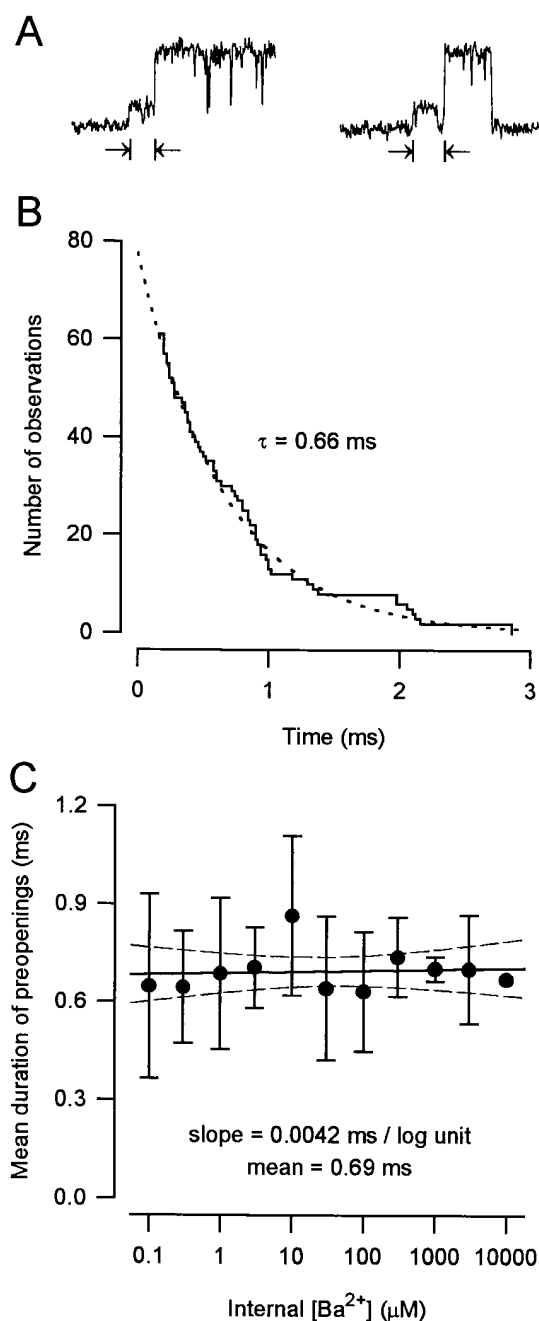 A
B
80
60
40
20
0
Number of observations
τ = 0.66 ms
0 1 2 3
Time (ms)
C
1.2
0.9
0.6
0.3
0.0
Mean duration of preopenings (ms)
slope = 0.0042 ms / log unit
mean = 0.69 ms
0.1 1 10 100 1000 10000
Internal [Ba²⁺] (μM)